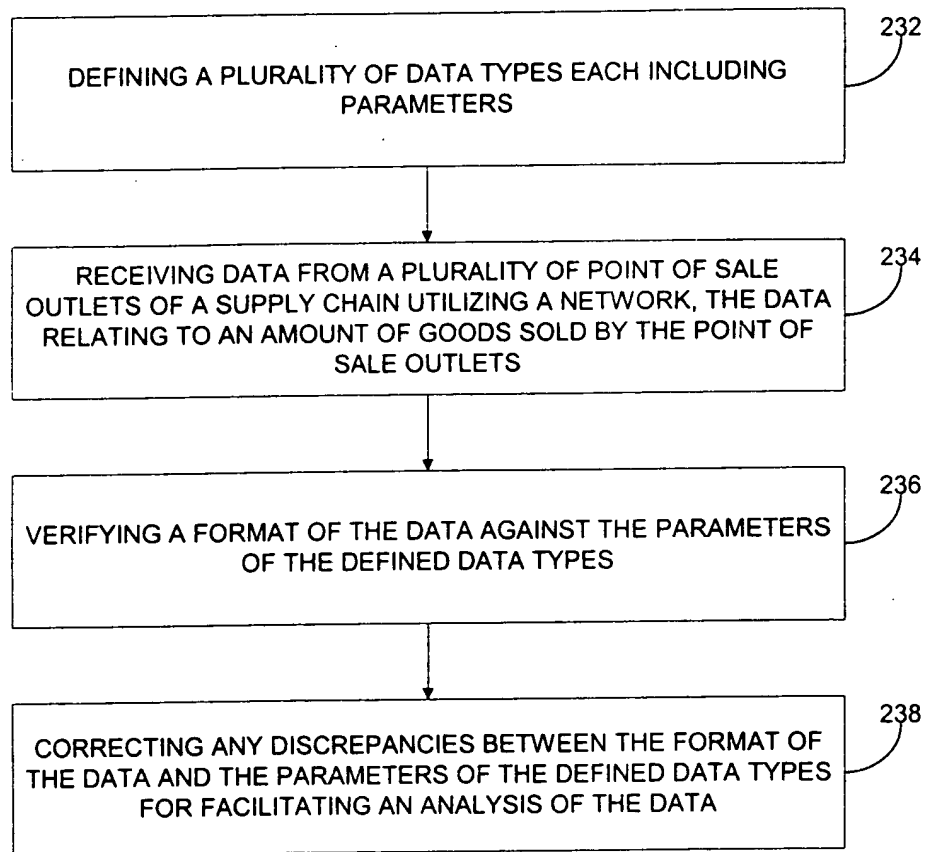 232
DEFINING A PLURALITY OF DATA TYPES EACH INCLUDING
PARAMETERS
234
RECEIVING DATA FROM A PLURALITY OF POINT OF SALE
OUTLETS OF A SUPPLY CHAIN UTILIZING A NETWORK, THE DATA
RELATING TO AN AMOUNT OF GOODS SOLD BY THE POINT OF
SALE OUTLETS
236
VERIFYING A FORMAT OF THE DATA AGAINST THE PARAMETERS
OF THE DEFINED DATA TYPES
238
CORRECTING ANY DISCREPANCIES BETWEEN THE FORMAT OF
THE DATA AND THE PARAMETERS OF THE DEFINED DATA TYPES
FOR FACILITATING AN ANALYSIS OF THE DATA